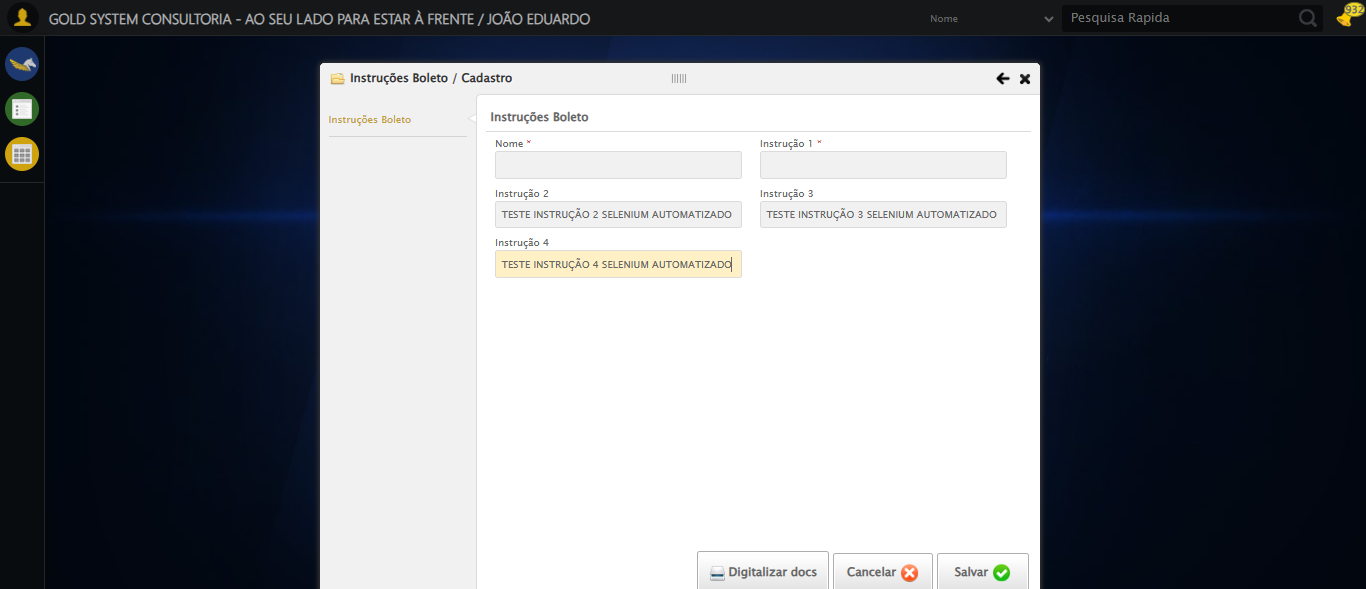 GOLD SYSTEM CONSULTORIA - AO SEU LADO PARA ESTAR À FRENTE / JOÃO EDUARDO
Nome
Pesquisa Rapida
932
Instruções Boleto / Cadastro
Instruções Boleto
Instruções Boleto
Nome *
Instrução 1 *
Instrução 2
Instrução 3
TESTE INSTRUÇÃO 2 SELENIUM AUTOMATIZADO
TESTE INSTRUÇÃO 3 SELENIUM AUTOMATIZADO
Instrução 4
TESTE INSTRUÇÃO 4 SELENIUM AUTOMATIZADO
Digitalizar docs
Cancelar
Salvar